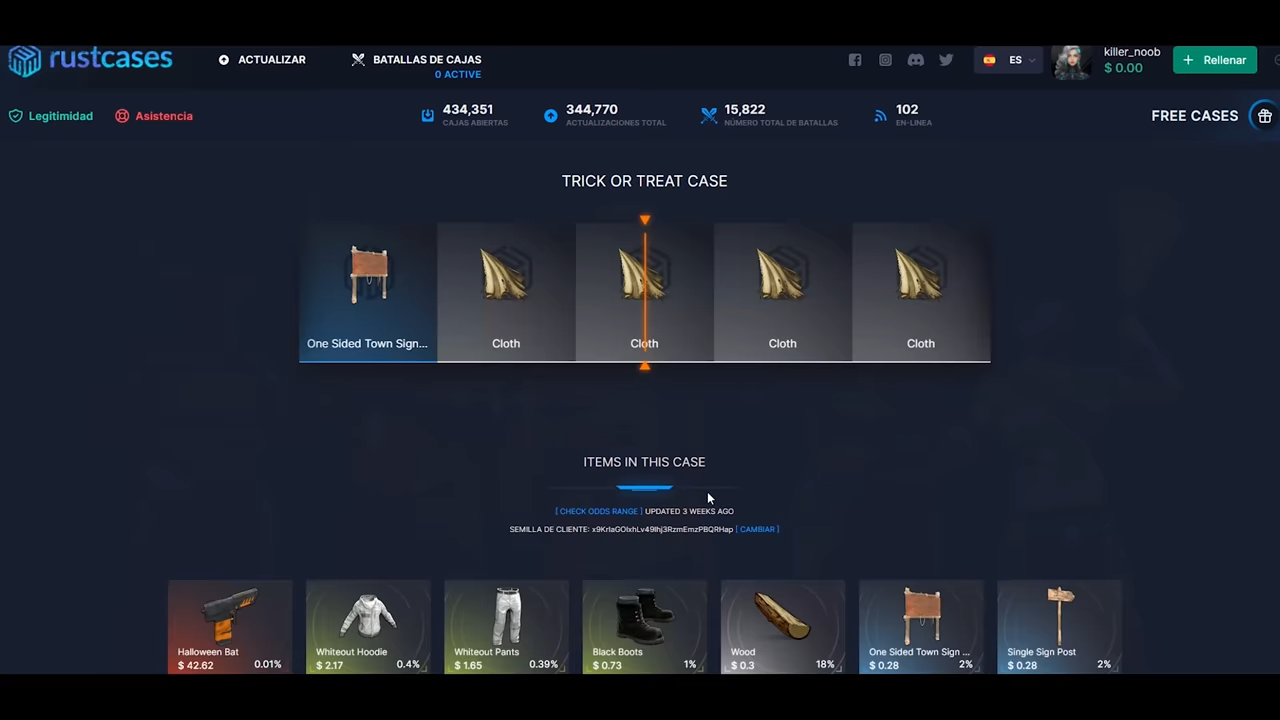 rustcases
ACTUALIZAR
BATALLAS DE CAJAS
0 ACTIVE
ES
killer_noob
$ 0.00
Rellenar
Legitimidad
Asistencia
434,351
CAJAS ABIERTAS
344,770
ACTUALIZACIONES TOTAL
15,822
NÚMERO TOTAL DE BATALLAS
102
EN-LINEA
FREE CASES
TRICK OR TREAT CASE
One Sided Town Sign...
Cloth
Cloth
Cloth
Cloth
ITEMS IN THIS CASE
[ CHECK ODDS RANGE ] UPDATED 3 WEEKS AGO
SEMILLA DE CLIENTE: [ CAMBIAR ]
Halloween Bat
$ 42.62 0.01%
Whiteout Hoodie
$ 2.17 0.4%
Whiteout Pants
$ 1.65 0.39%
Black Boots
$ 0.73 1%
Wood
$ 0.3 18%
One Sided Town Sign ...
$ 0.28 2%
Single Sign Post
$ 0.28 2%